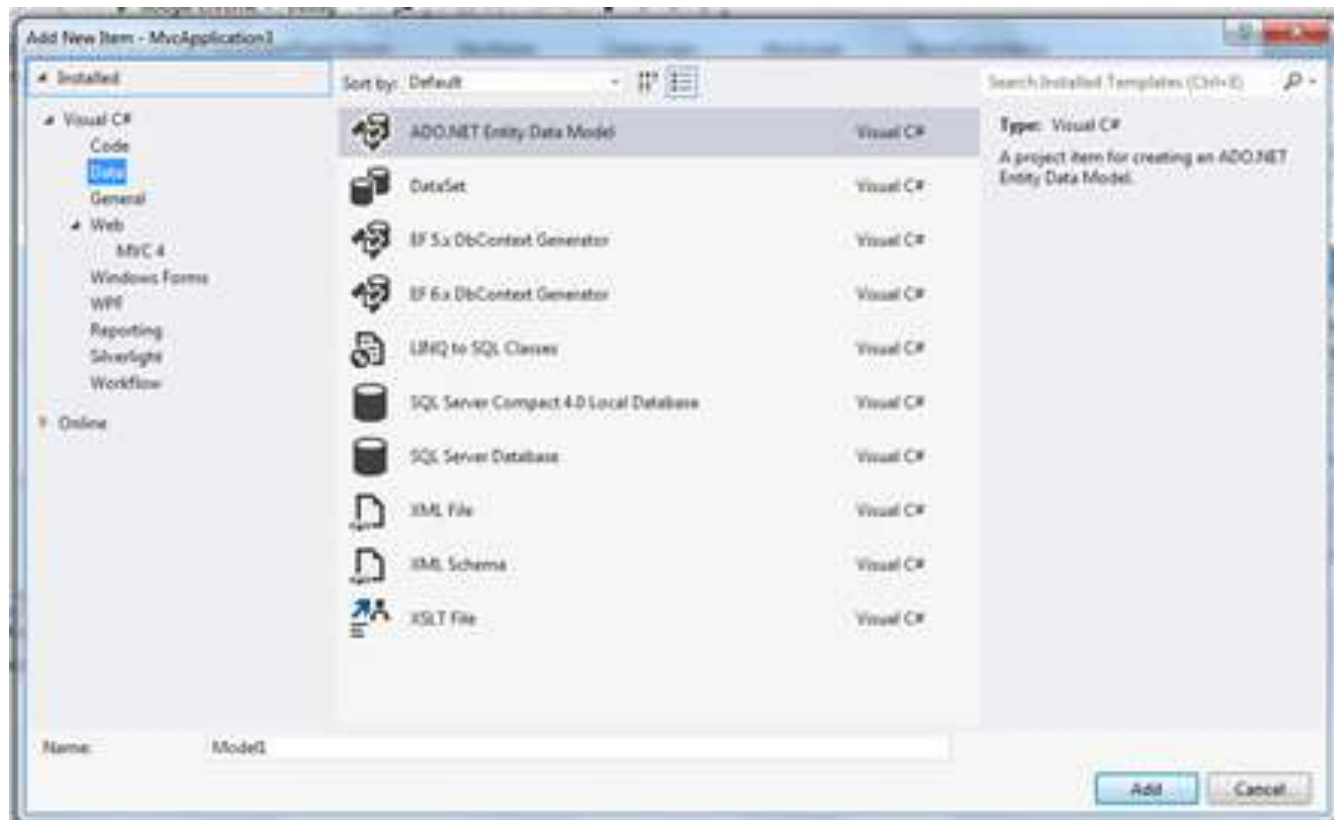 Add New Item - MvcApplication1
Installed
Sort by: Default
Search Installed Templates (Ctrl+E)
Visual C#
Code
Data
General
Web
MVC 4
Windows Forms
WPF
Reporting
Silverlight
Workflow
Online
ADO.NET Entity Data Model Visual C#
DataSet Visual C#
EF 5.x DbContext Generator Visual C#
EF 6.x DbContext Generator Visual C#
LINQ to SQL Classes Visual C#
SQL Server Compact 4.0 Local Database Visual C#
SQL Server Database Visual C#
XML File Visual C#
XML Schema Visual C#
XSLT File Visual C#
Type: Visual C#
A project item for creating an ADO.NET
Entity Data Model.
Name: Model1
Add Cancel